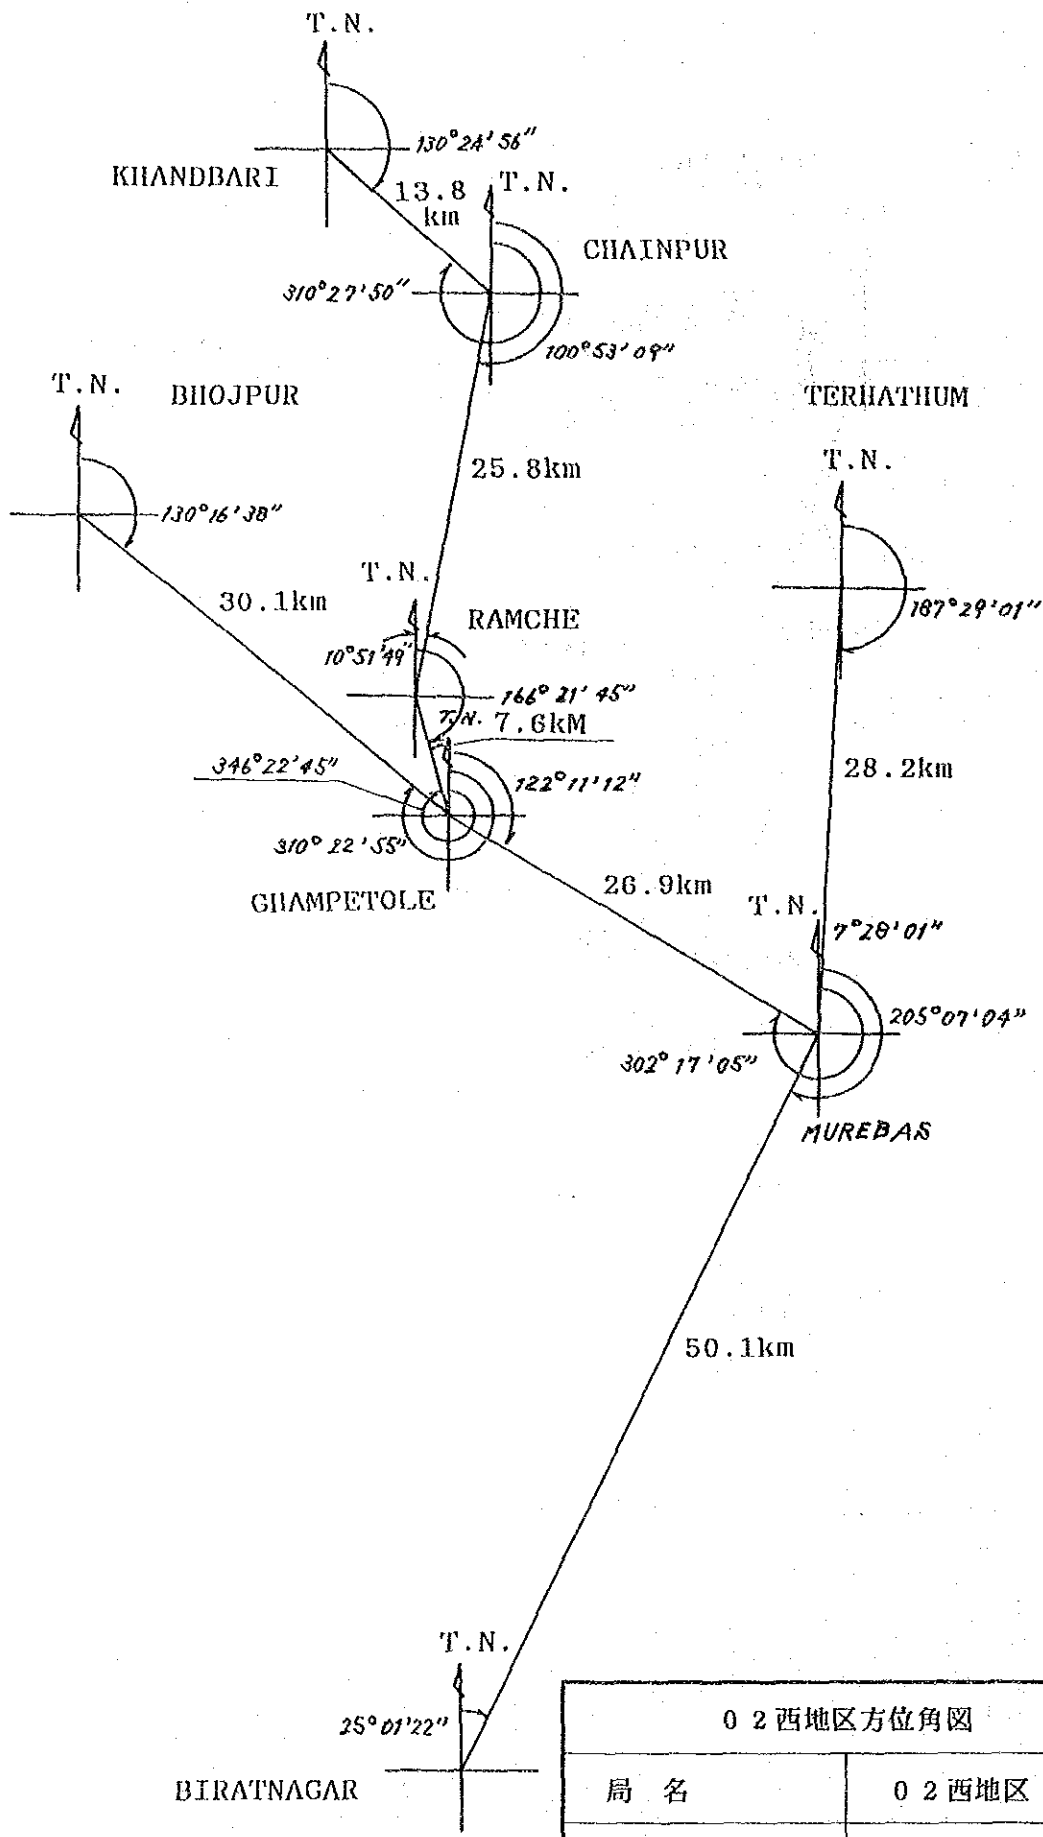 T.N.
130°24'56"
KHANDBARI
13.8
km
T.N.
CHAINPUR
310°27'50"
100°53'09"
T.N.
BHOJPUR
TERHATHUM
T.N.
25.8km
130°16'38"
T.N.
30.1km
RAMCHE
187°29'01"
10°51'49"
166°21'45"
T.N.
7.6kM
346°22'45"
122°11'12"
28.2km
310°22'55"
GHAMPETOLE
26.9km
T.N.
7°28'01"
205°07'04"
302°17'05"
MUREBAS
50.1km
T.N.
25°01'22"
BIRATNAGAR
02西地区方位角図
局 名
02西地区